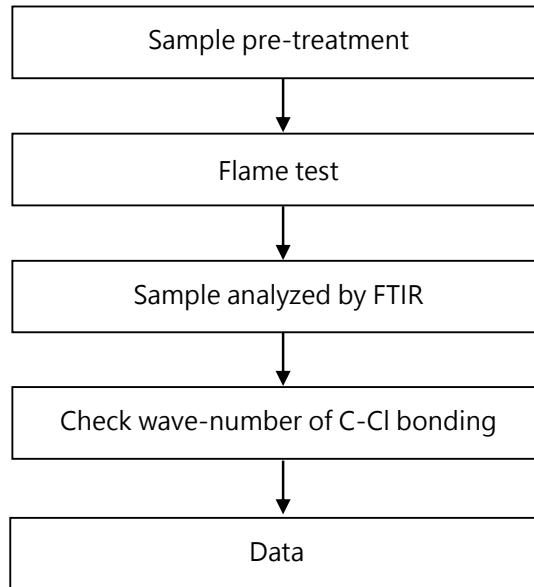 Sample pre-treatment
Flame test
Sample analyzed by FTIR
Check wave-number of C-Cl bonding
Data